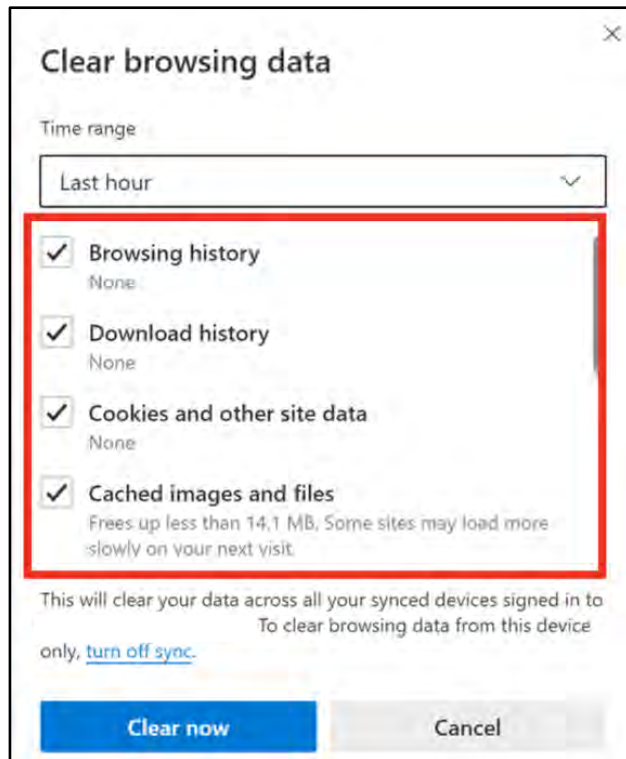 Clear browsing data
Time range
Last hour
Browsing history
None
Download history
None
Cookies and other site data
None
Cached images and files
Frees up less than 14.1 MB. Some sites may load more
slowly on your next visit.
This will clear your data across all your synced devices signed in to
To clear browsing data from this device
only, turn off sync.
Clear now
Cancel